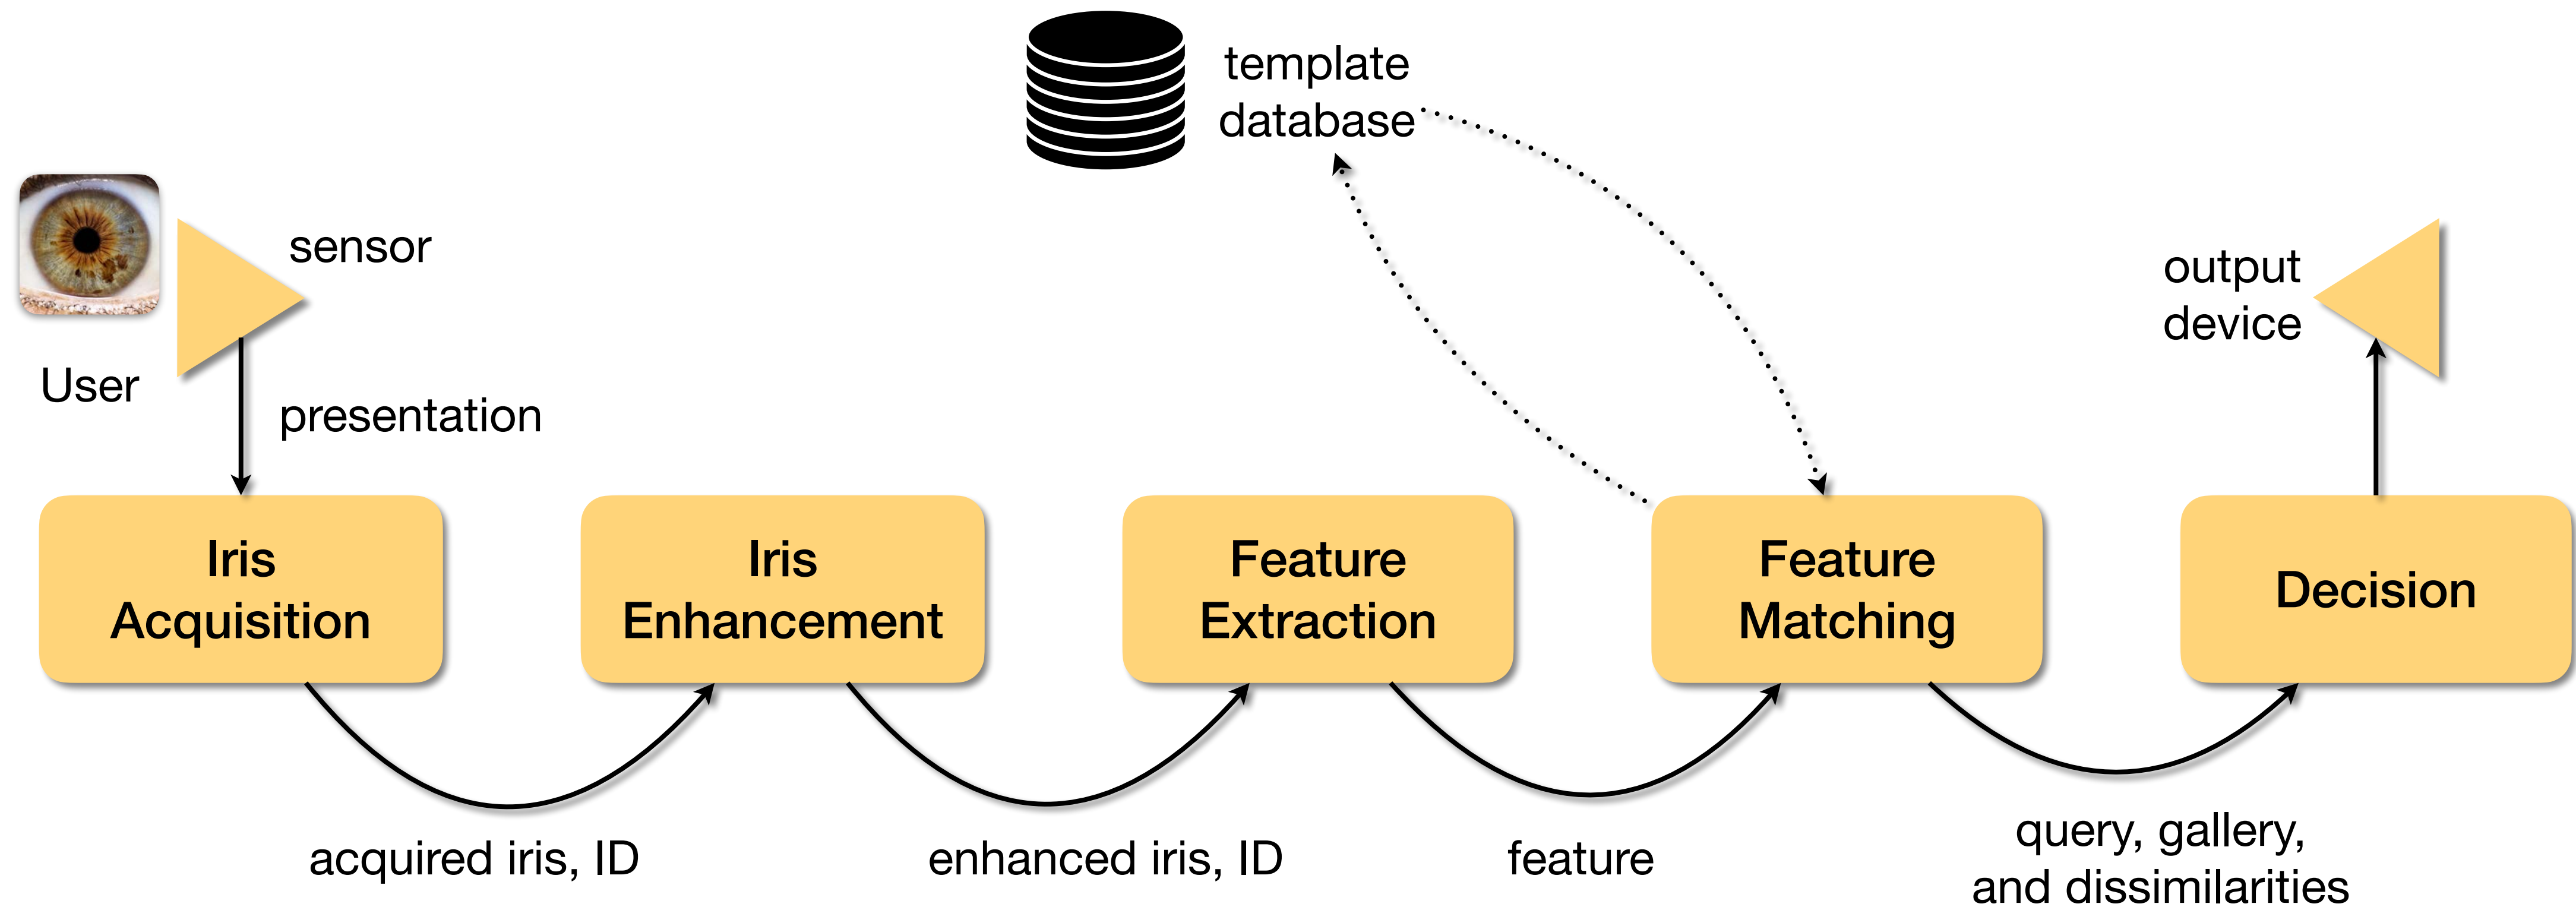 template
database
sensor
User
presentation
output
device
Iris
Acquisition
Iris
Enhancement
Feature
Extraction
Feature
Matching
Decision
acquired iris, ID
enhanced iris, ID
feature
query, gallery,
and dissimilarities